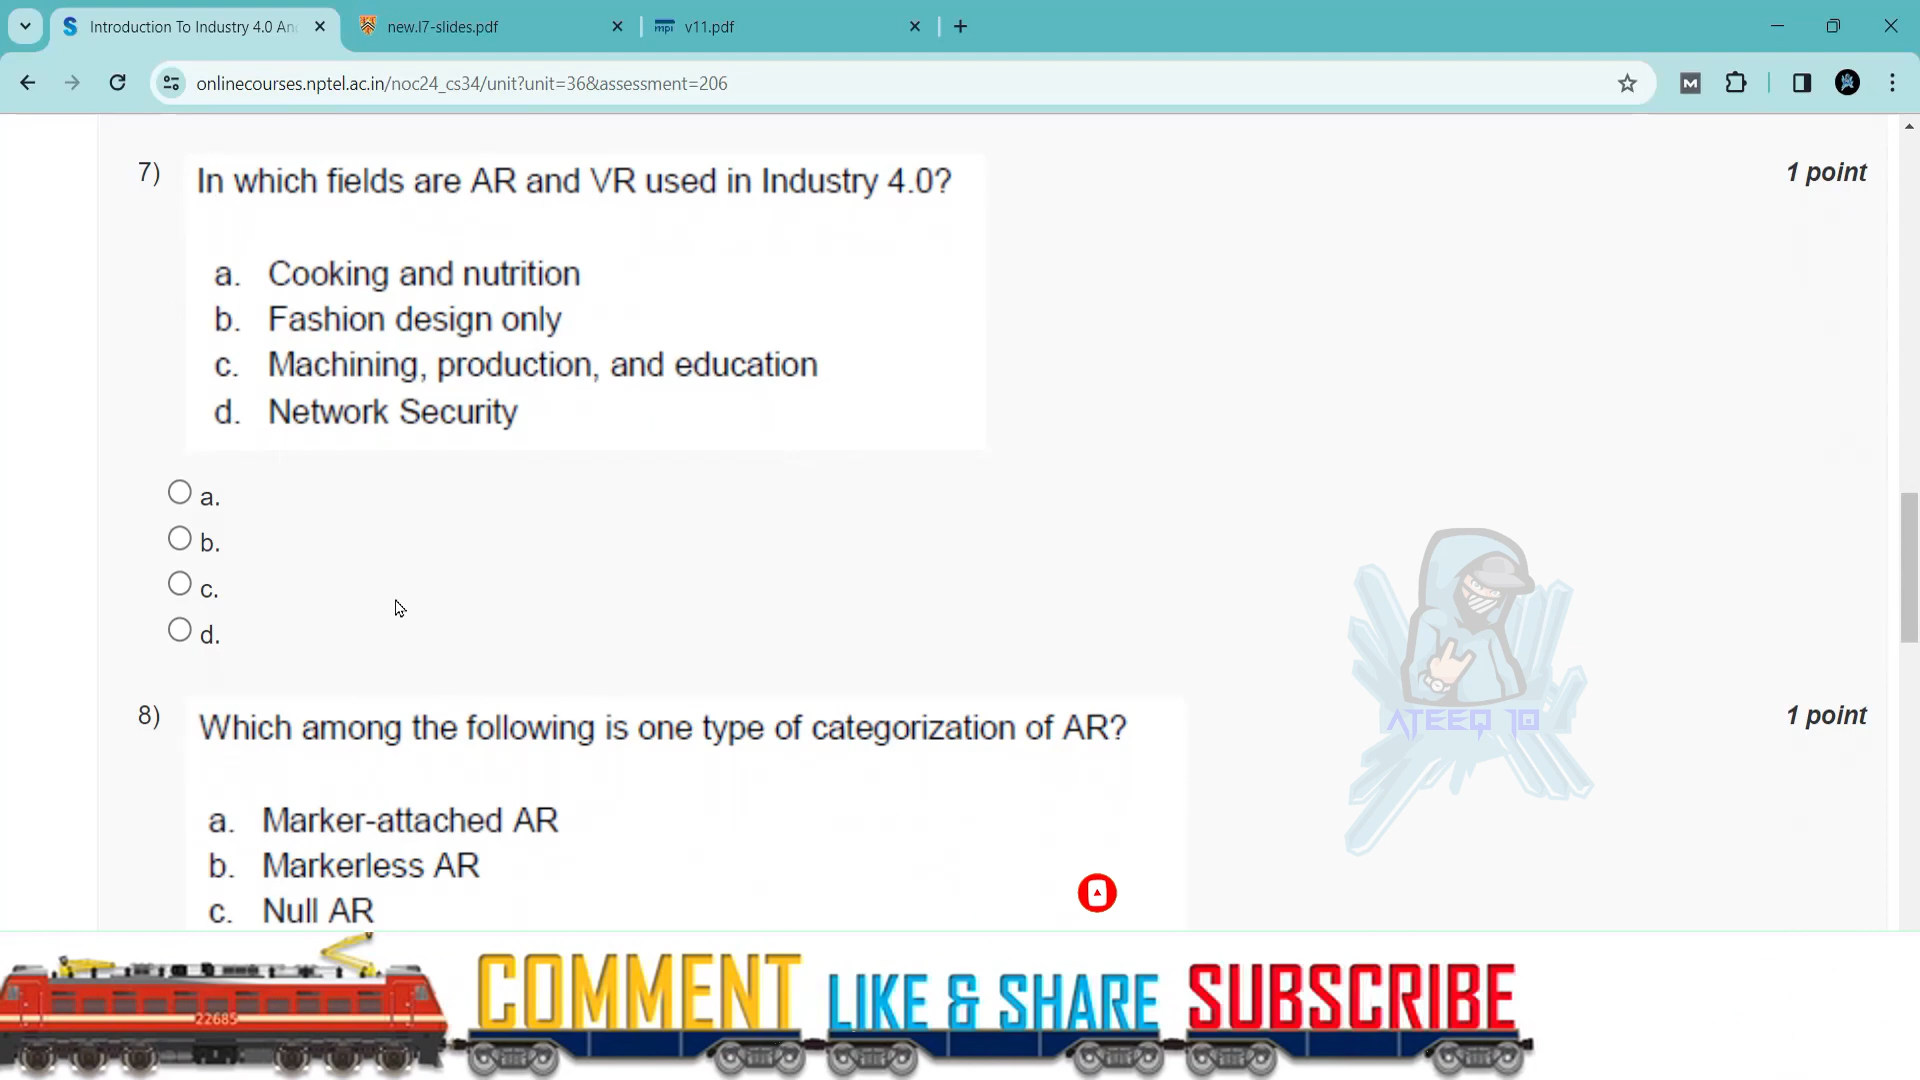 Introduction To Industry 4.0 An
new.l7-slides.pdf
mpi v11.pdf
onlinecourses.nptel.ac.in/noc24_cs34/unit?unit=36&assessment=206
M
7) In which fields are AR and VR used in Industry 4.0? 1 point
a. Cooking and nutrition
b. Fashion design only
c. Machining, production, and education
d. Network Security
a.
b.
c.
d.
8) Which among the following is one type of categorization of AR? 1 point
a. Marker-attached AR
b. Markerless AR
c. Null AR
ATEEQ 10
22685
COMMENT LIKE & SHARE SUBSCRIBE